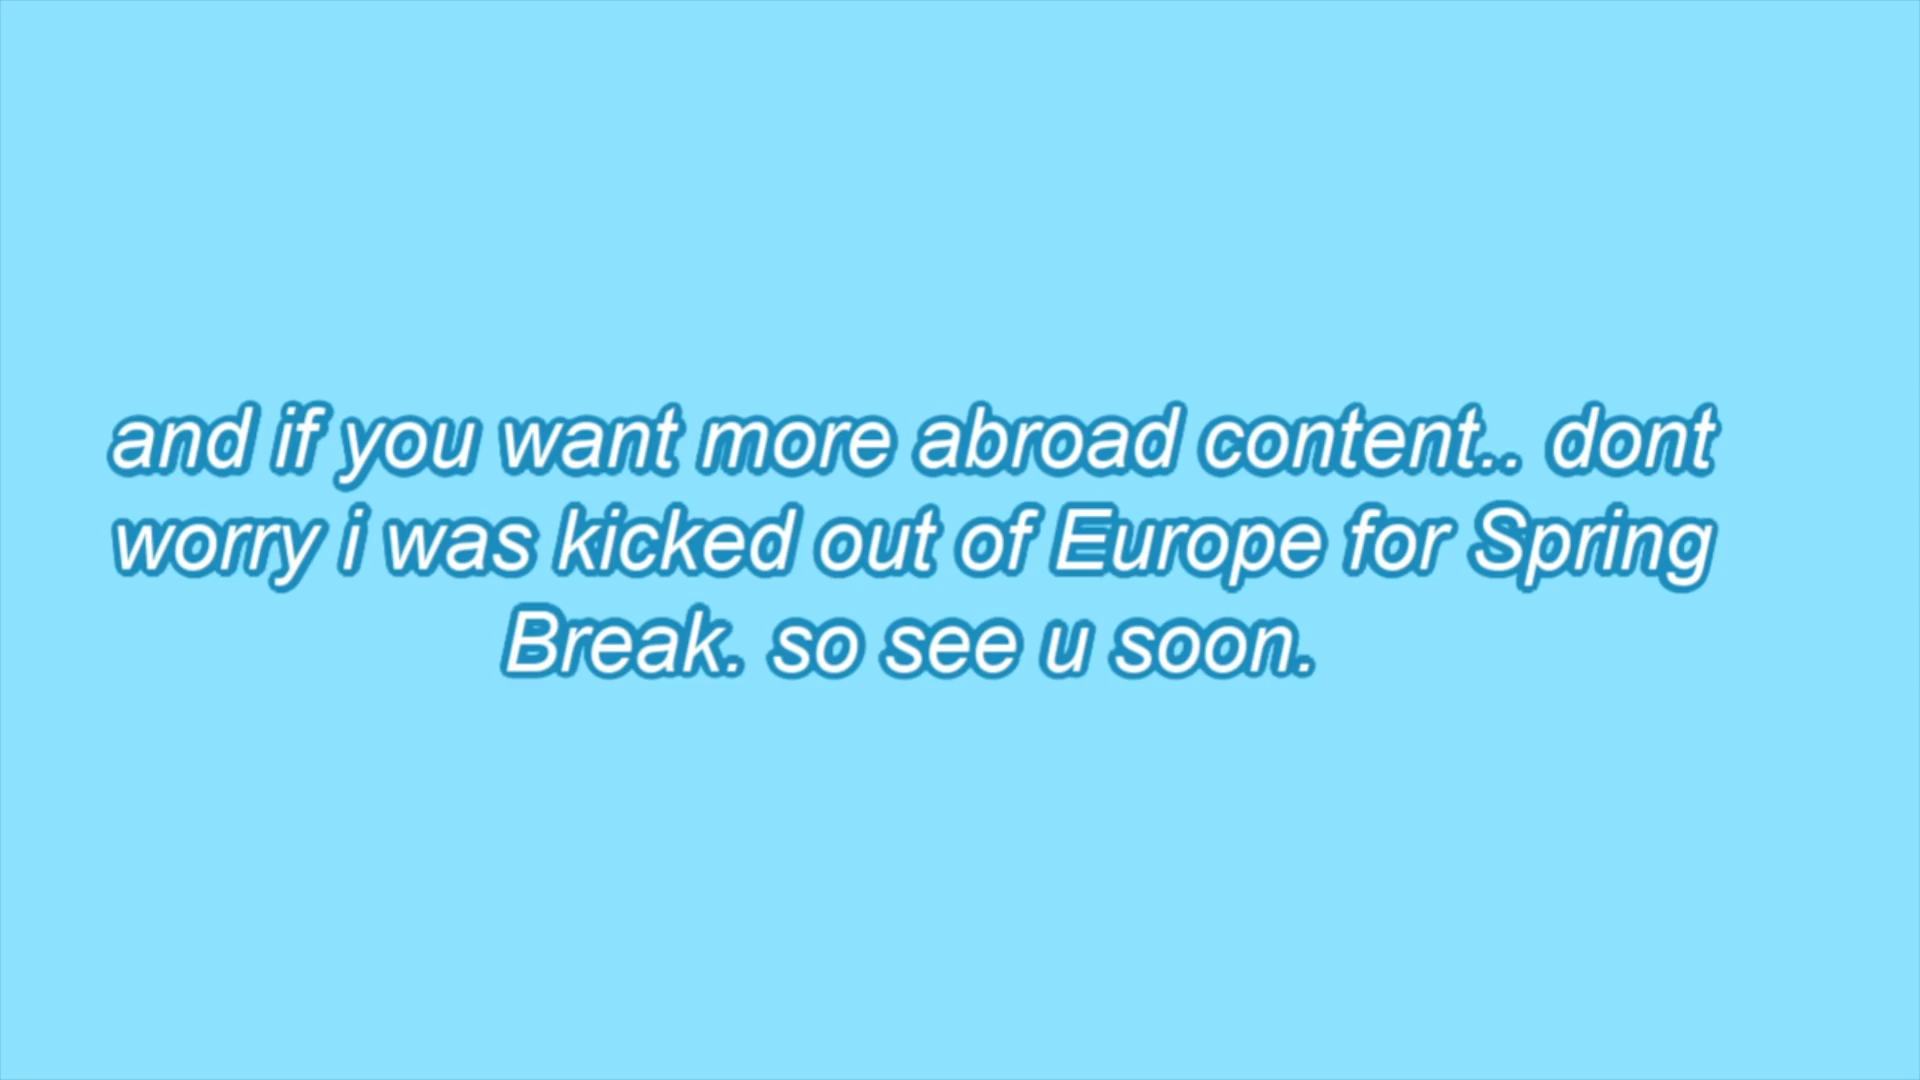 and if you want more abroad content.. dont
worry i was kicked out of Europe for Spring
Break. so see u soon.